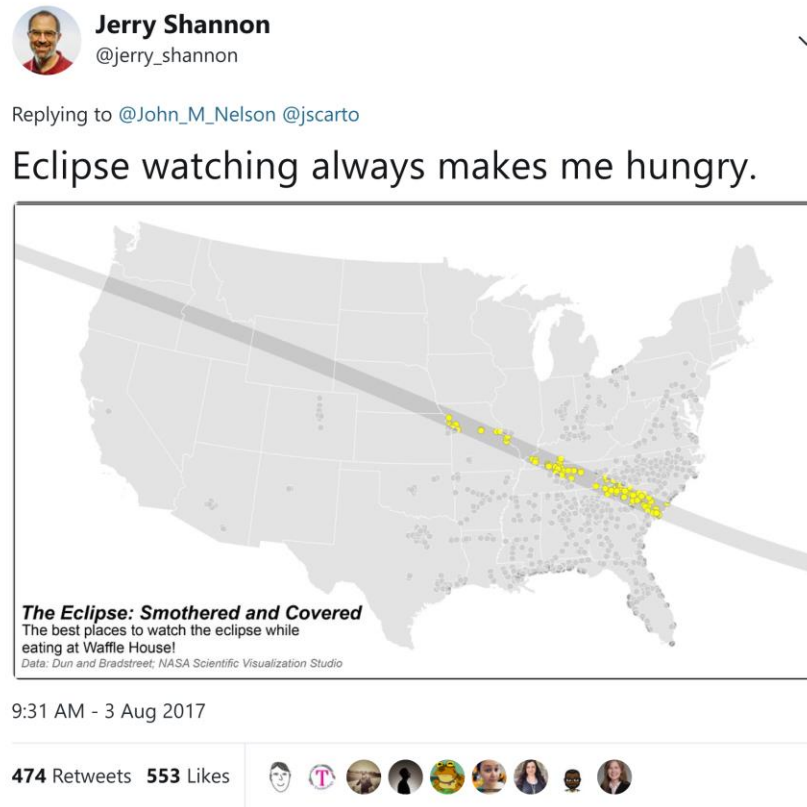 Jerry Shannon
@jerry_shannon
Replying to @John_M_Nelson @jscarto
Eclipse watching always makes me hungry.
The Eclipse: Smothered and Covered
The best places to watch the eclipse while
eating at Waffle House!
Data: Dun and Bradstreet; NASA Scientific Visualization Studio
9:31 AM - 3 Aug 2017
474 Retweets 553 Likes
T